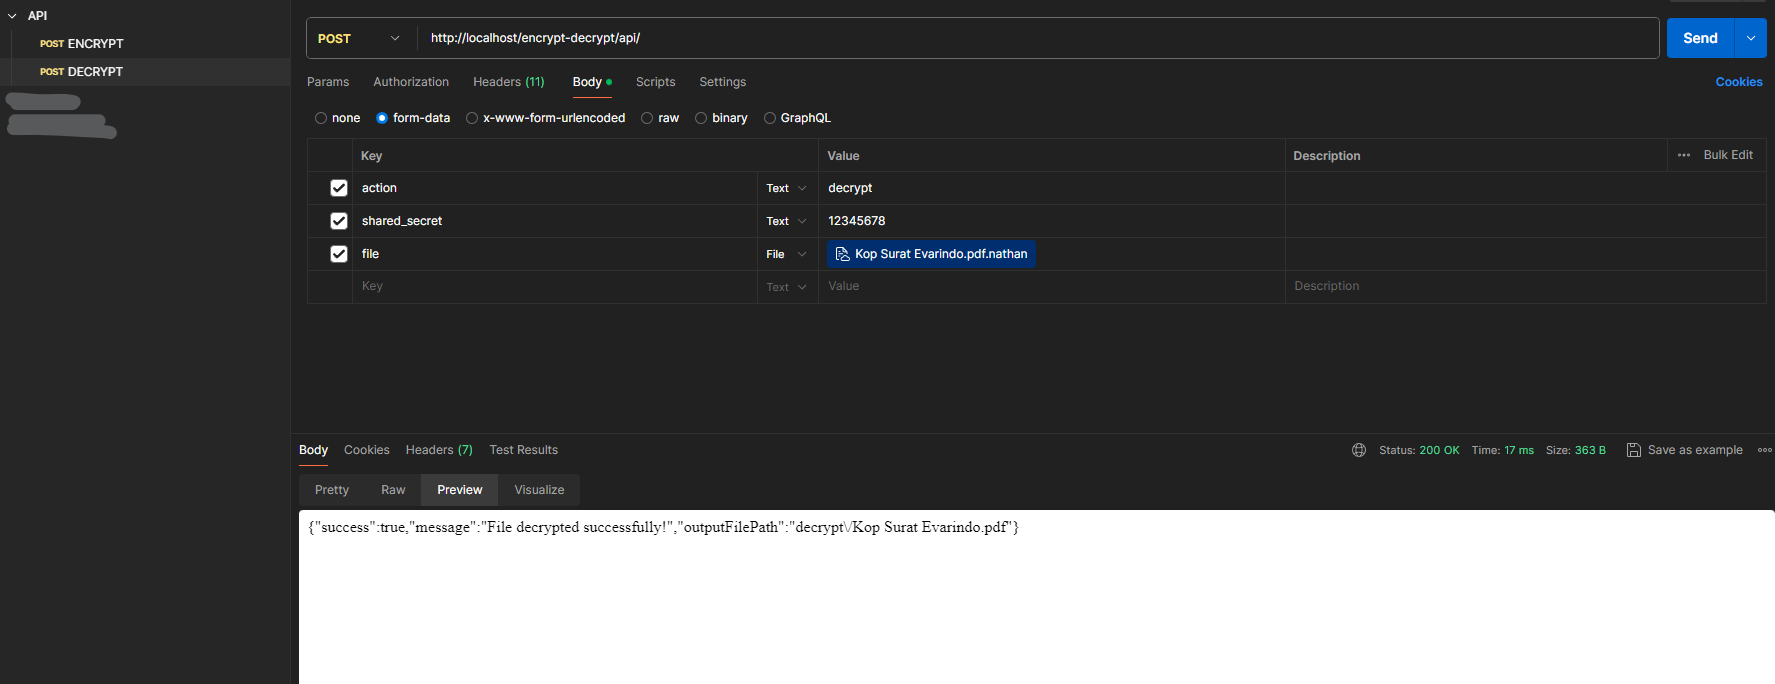 API
POST ENCRYPT
POST DECRYPT
POST http://localhost/encrypt-decrypt/api/ Send
Params Authorization Headers (11) Body Scripts Settings Cookies
none form-data x-www-form-urlencoded raw binary GraphQL
Key Value Description ••• Bulk Edit
action Text decrypt
shared_secret Text 12345678
file File Kop Surat Evarindo.pdf.nathan
Key Text Value Description
Body Cookies Headers (7) Test Results Status: 200 OK Time: 17 ms Size: 363 B Save as example
Pretty Raw Preview Visualize
{"success":true,"message":"File decrypted successfully!","outputFilePath":"decrypt\/Kop Surat Evarindo.pdf"}